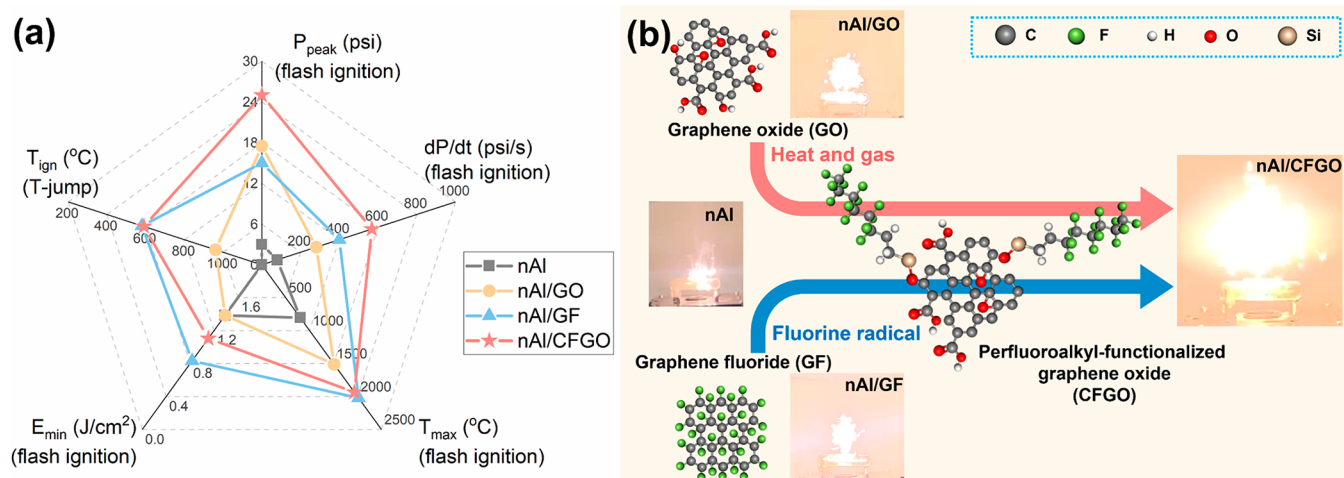 (a)
P_peak (psi)
(flash ignition)
30
24
18
12
6
0
dP/dt (psi/s)
(flash ignition)
1000
800
600
400
200
T_ign (°C)
(T-jump)
200
400
600
800
1000
500
1000
1500
2000
2500
T_max (°C)
(flash ignition)
1.6
1.2
0.8
0.4
0.0
E_min (J/cm²)
(flash ignition)
nAl
nAl/GO
nAl/GF
nAl/CFGO
(b)
nAl/GO
C F H O Si
Graphene oxide (GO)
Heat and gas
nAl/CFGO
nAl
Fluorine radical
Graphene fluoride (GF)
nAl/GF
Perfluoroalkyl-functionalized
graphene oxide
(CFGO)